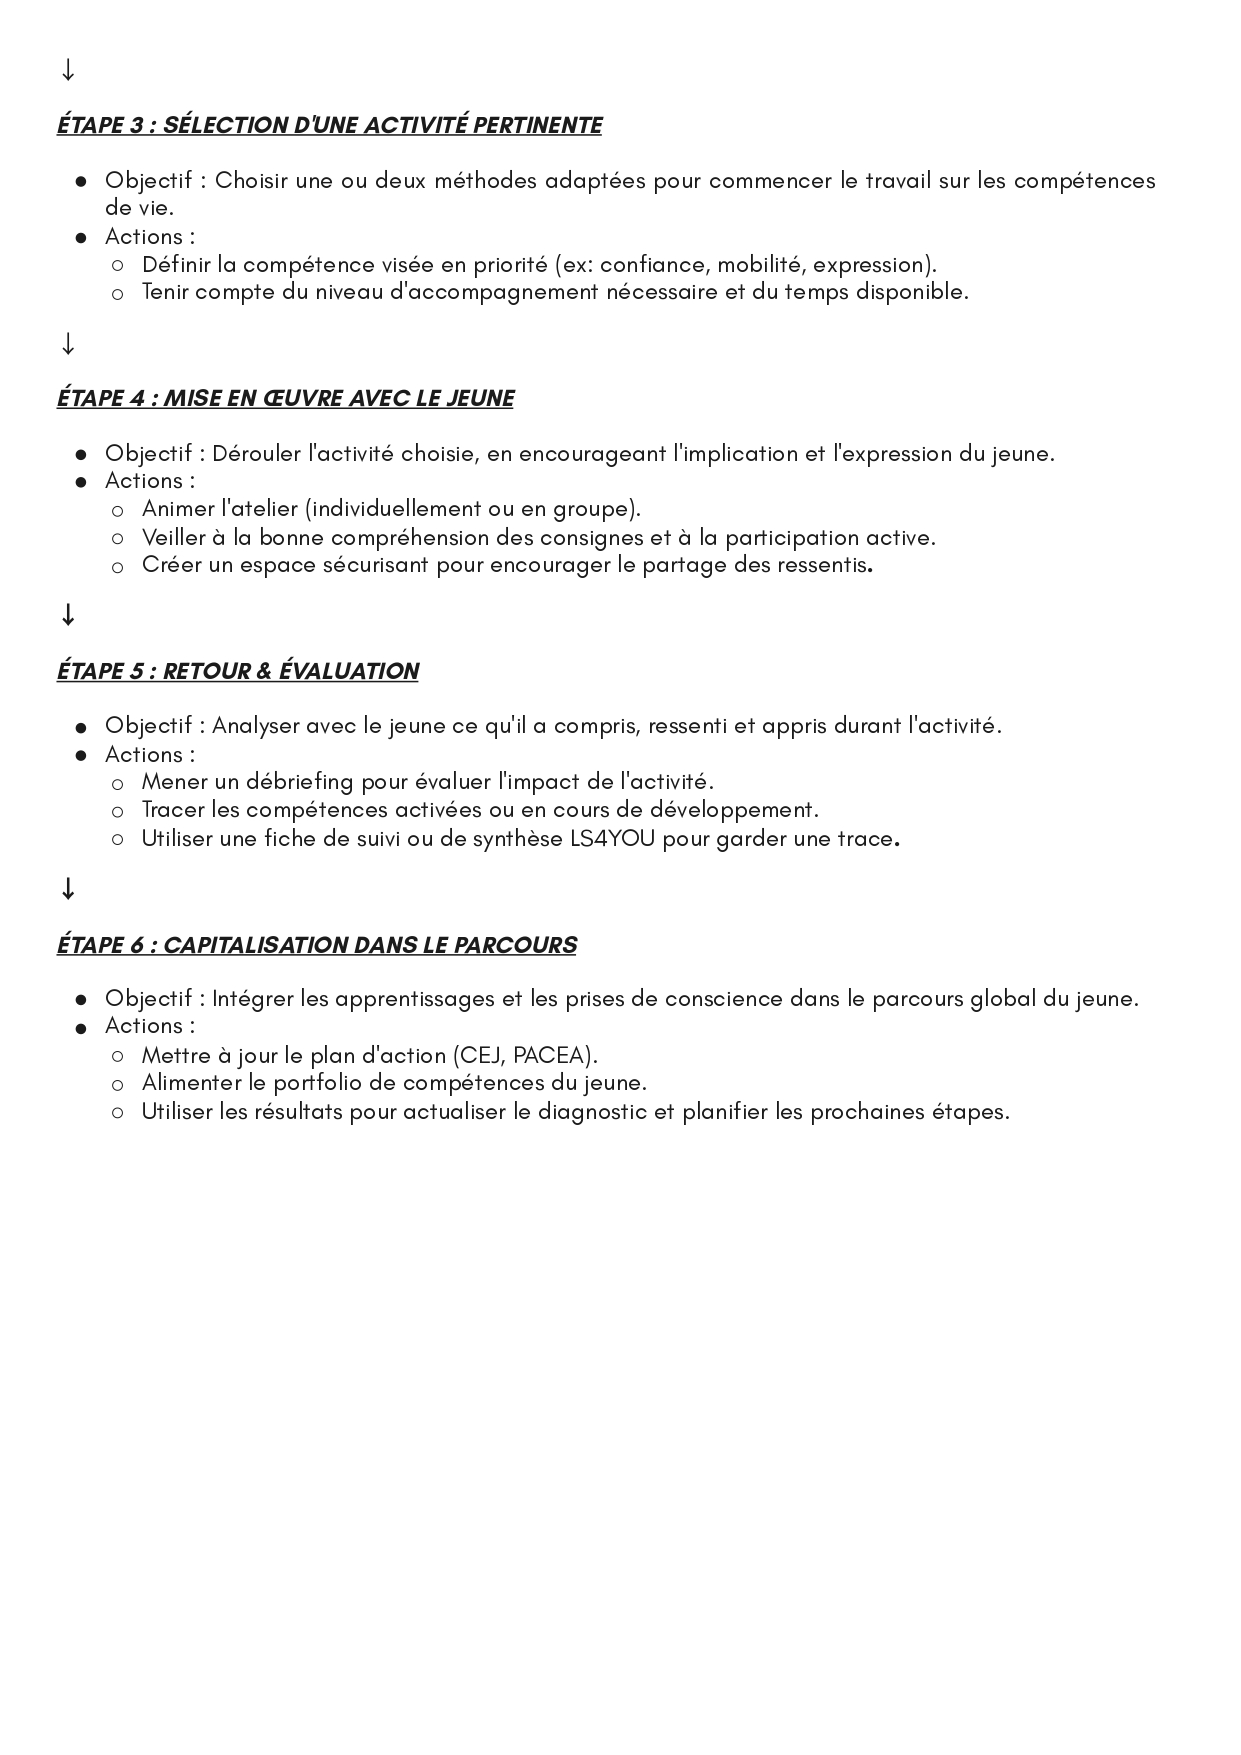 ↓
ÉTAPE 3 : SÉLECTION D'UNE ACTIVITÉ PERTINENTE
● Objectif : Choisir une ou deux méthodes adaptées pour commencer le travail sur les compétences
de vie.
● Actions :
○ Définir la compétence visée en priorité (ex: confiance, mobilité, expression).
○ Tenir compte du niveau d'accompagnement nécessaire et du temps disponible.
↓
ÉTAPE 4 : MISE EN ŒUVRE AVEC LE JEUNE
● Objectif : Dérouler l'activité choisie, en encourageant l'implication et l'expression du jeune.
● Actions :
○ Animer l'atelier (individuellement ou en groupe).
○ Veiller à la bonne compréhension des consignes et à la participation active.
○ Créer un espace sécurisant pour encourager le partage des ressentis.
↓
ÉTAPE 5 : RETOUR & ÉVALUATION
● Objectif : Analyser avec le jeune ce qu'il a compris, ressenti et appris durant l'activité.
● Actions :
○ Mener un débriefing pour évaluer l'impact de l'activité.
○ Tracer les compétences activées ou en cours de développement.
○ Utiliser une fiche de suivi ou de synthèse LS4YOU pour garder une trace.
↓
ÉTAPE 6 : CAPITALISATION DANS LE PARCOURS
● Objectif : Intégrer les apprentissages et les prises de conscience dans le parcours global du jeune.
● Actions :
○ Mettre à jour le plan d'action (CEJ, PACEA).
○ Alimenter le portfolio de compétences du jeune.
○ Utiliser les résultats pour actualiser le diagnostic et planifier les prochaines étapes.